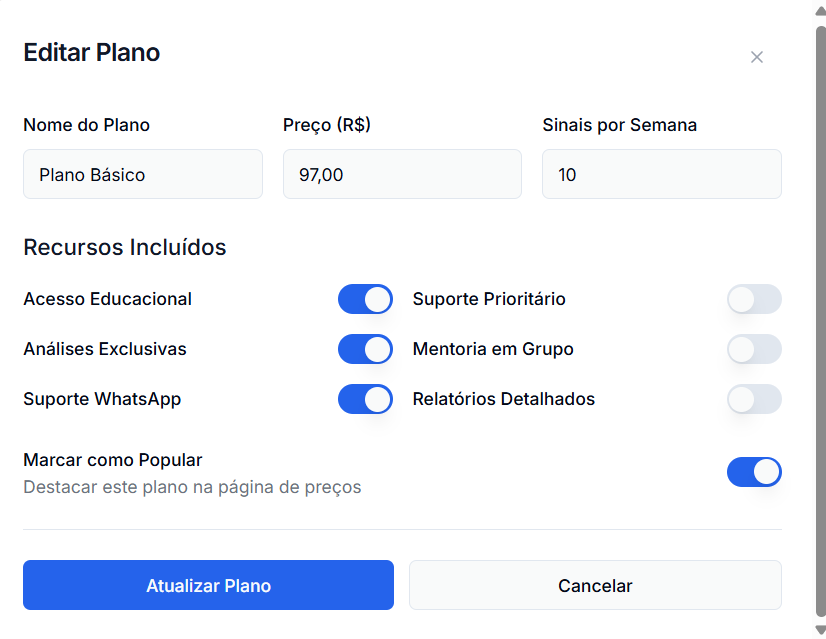 Editar Plano
Nome do Plano
Preço (R$)
Sinais por Semana
Plano Básico
97,00
10
Recursos Incluídos
Acesso Educacional
Suporte Prioritário
Análises Exclusivas
Mentoria em Grupo
Suporte WhatsApp
Relatórios Detalhados
Marcar como Popular
Destacar este plano na página de preços
Atualizar Plano
Cancelar